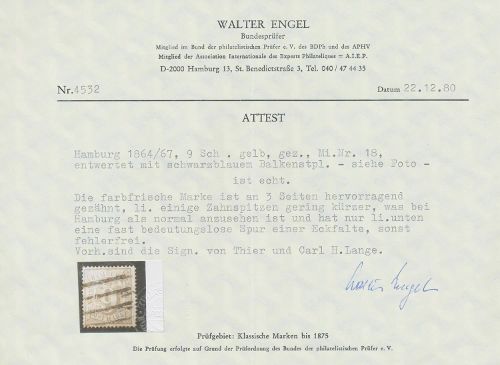 WALTER ENGEL
Bundesprüfer
Mitglied im Bund der philatelistischen Prüfer e. V. des BDPh und des APHV
Mitglied der Association Internationale des Experts Philateliques = A.I.E.P.
D-2000 Hamburg 13, St. Benedictstraße 3, Tel. 040 / 47 44 35
Nr. 4532 Datum 22.12.80
ATTEST
Hamburg 1864/67, 9 Sch . gelb, gez., Mi.Nr. 18,
entwertet mit schwarzblauem Balkenstpl. - siehe Foto -
ist echt.
Die farbfrische Marke ist an 3 Seiten hervorragend
gezähnt, li. einige Zahnspitzen gering kürzer, was bei
Hamburg als normal anzusehen ist und hat nur li.unten
eine fast bedeutungslose Spur einer Eckfalte, sonst
fehlerfrei.
Vorh.sind die Sign. von Thier und Carl H.Lange.
Walter Engel
Prüfgebiet: Klassische Marken bis 1875
Die Prüfung erfolgte auf Grund der Prüfordnung des Bundes der philatelistischen Prüfer e. V.